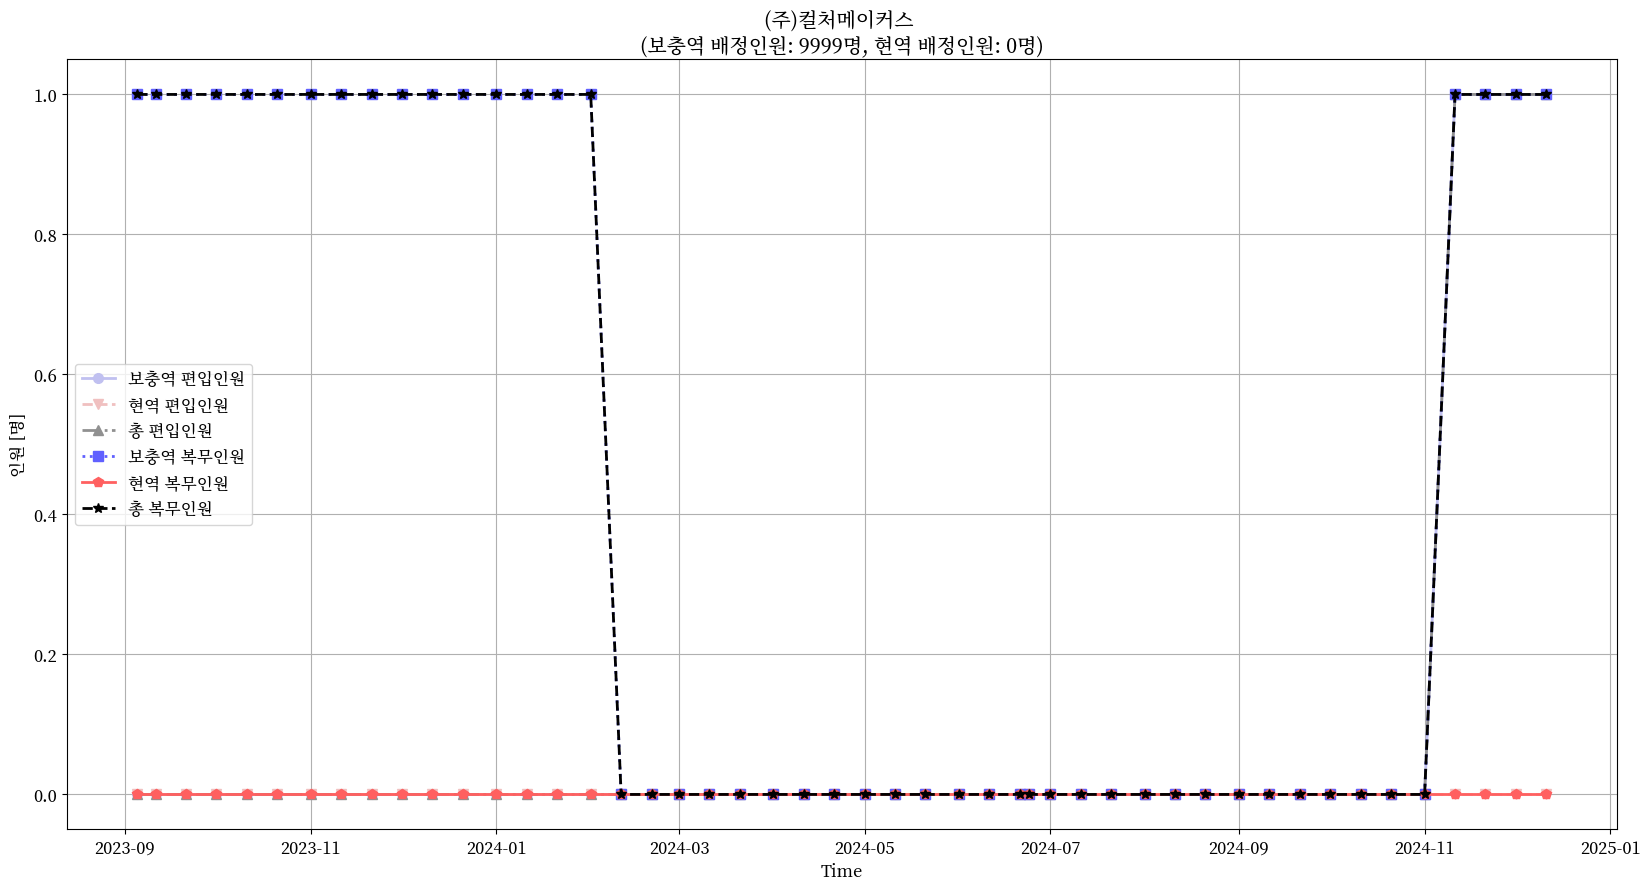 (주)컬처메이커스
(보충역 배정인원: 9999명, 현역 배정인원: 0명)
1.0
0.8
0.6
0.4
0.2
0.0
인원 [명]
보충역 편입인원
현역 편입인원
총 편입인원
보충역 복무인원
현역 복무인원
총 복무인원
2023-09 2023-11 2024-01 2024-03 2024-05 2024-07 2024-09 2024-11 2025-01
Time